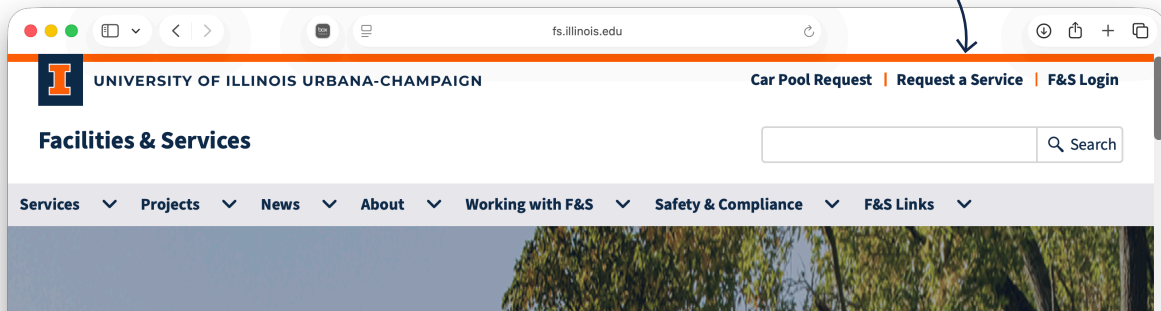 box
fs.illinois.edu
I UNIVERSITY OF ILLINOIS URBANA-CHAMPAIGN
Car Pool Request | Request a Service | F&S Login
Facilities & Services
Search
Services Projects News About Working with F&S Safety & Compliance F&S Links